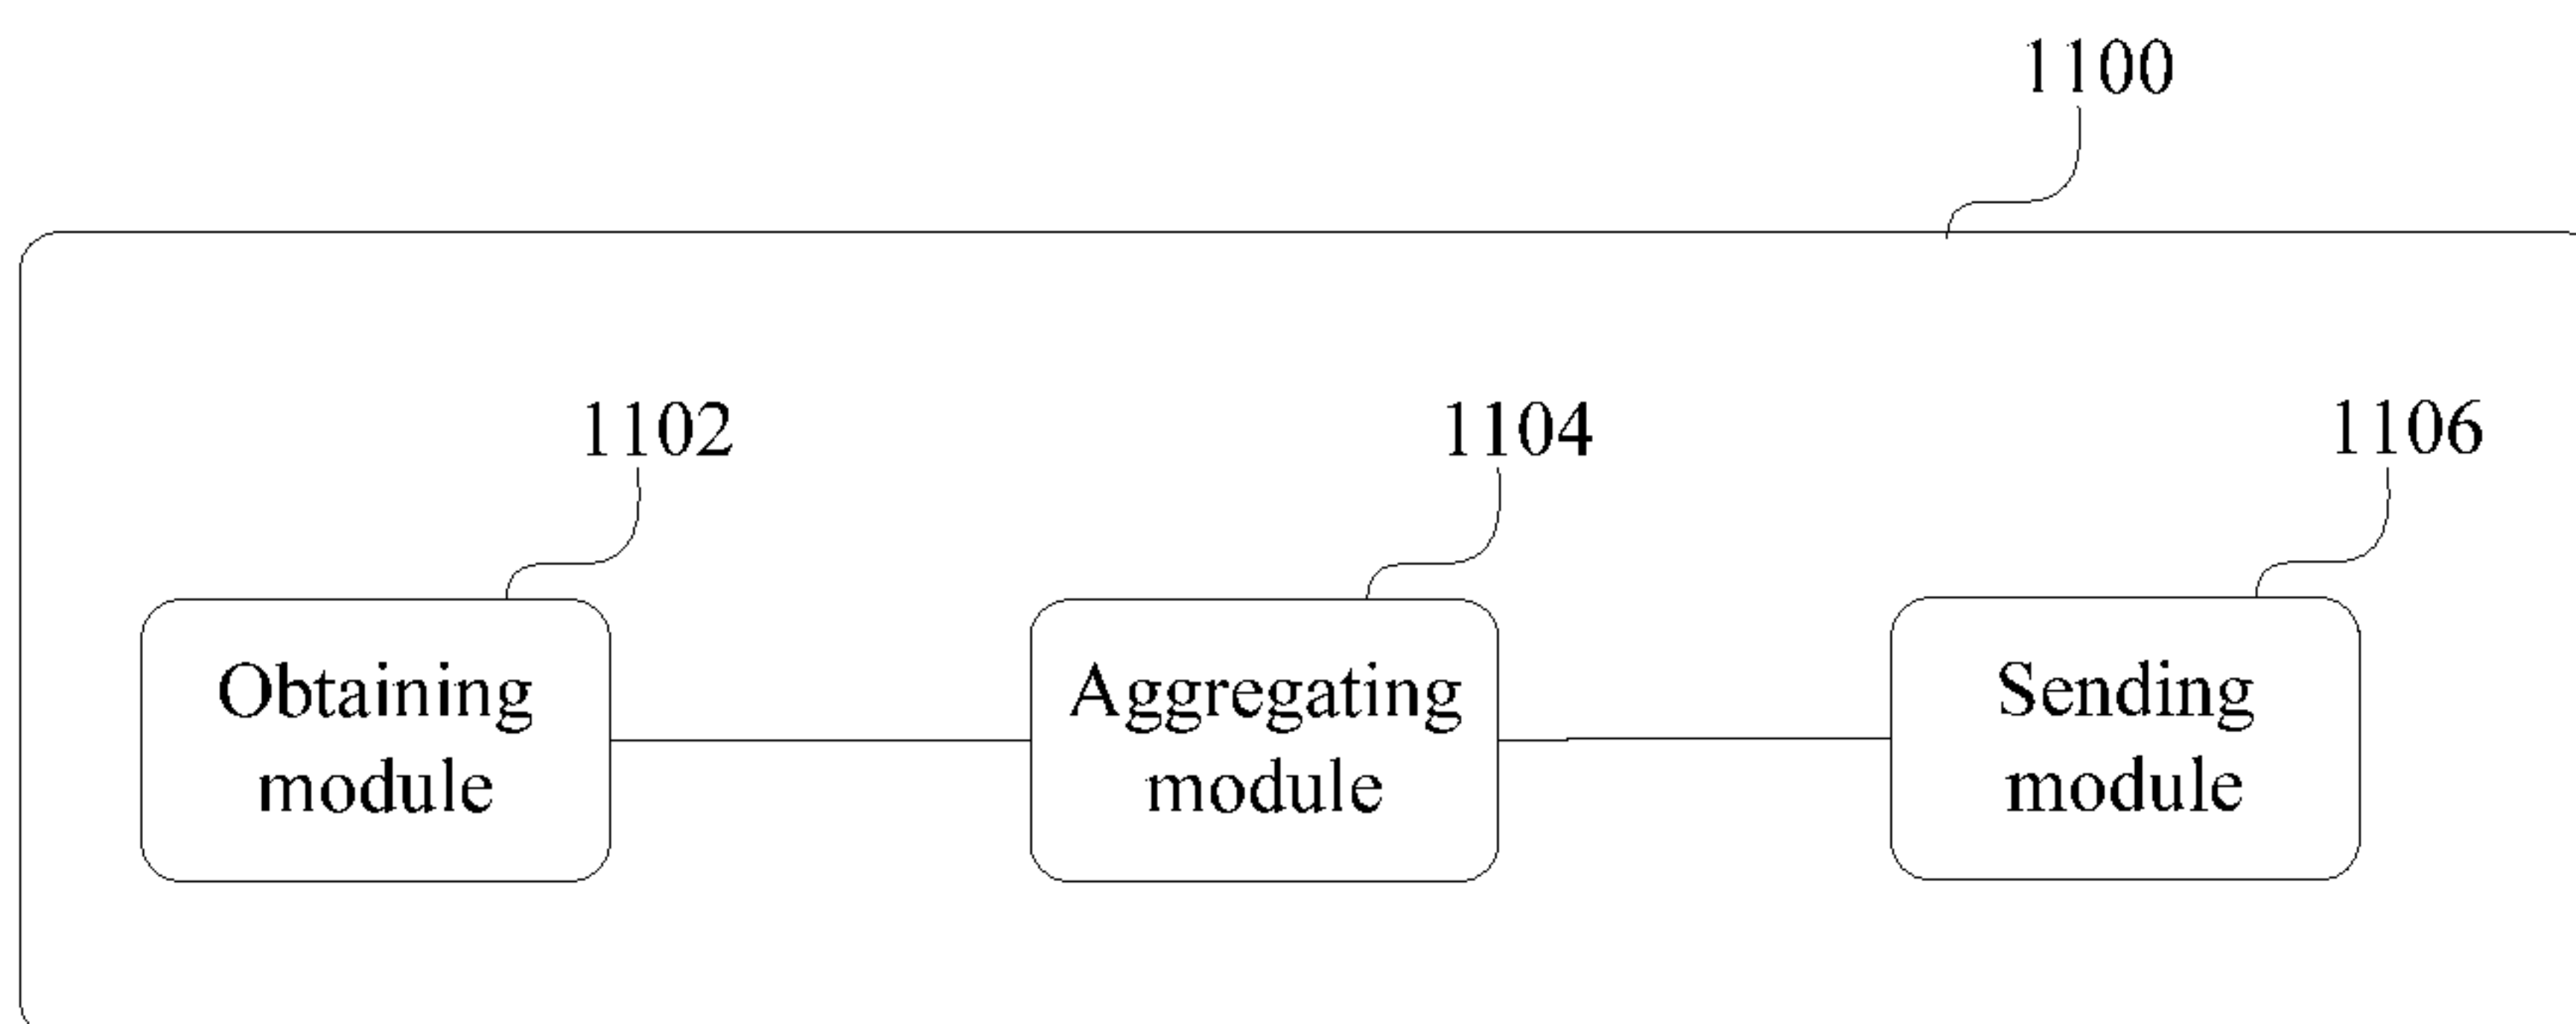 1100
1102
1104
1106
Obtaining
module
Aggregating
module
Sending
module